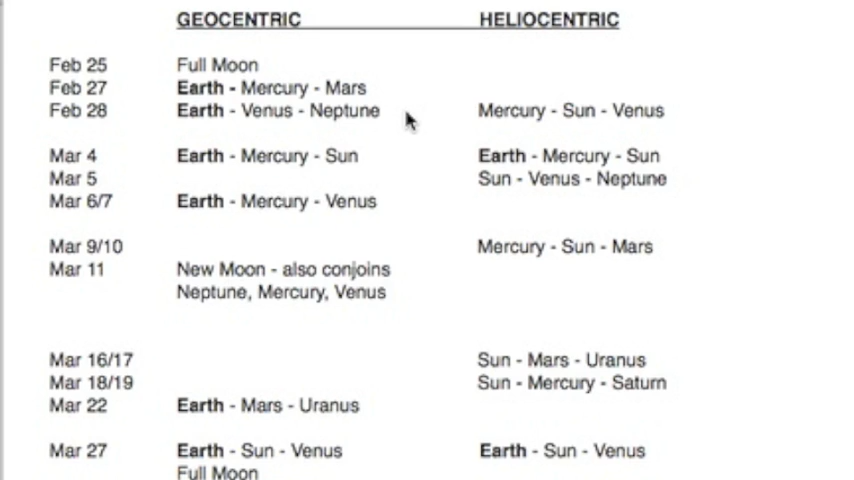 GEOCENTRIC HELIOCENTRIC
Feb 25 Full Moon
Feb 27 Earth - Mercury - Mars
Feb 28 Earth - Venus - Neptune Mercury - Sun - Venus
Mar 4 Earth - Mercury - Sun Earth - Mercury - Sun
Mar 5 Sun - Venus - Neptune
Mar 6/7 Earth - Mercury - Venus
Mar 9/10 Mercury - Sun - Mars
Mar 11 New Moon - also conjoins
Neptune, Mercury, Venus
Mar 16/17 Sun - Mars - Uranus
Mar 18/19 Sun - Mercury - Saturn
Mar 22 Earth - Mars - Uranus
Mar 27 Earth - Sun - Venus Earth - Sun - Venus
Full Moon